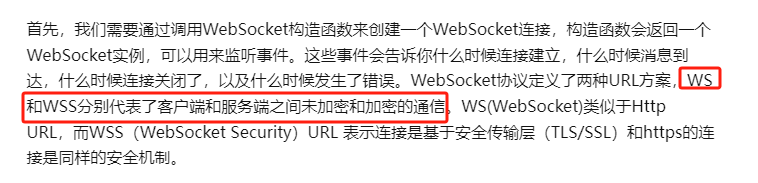 首先，我们需要通过调用WebSocket构造函数来创建一个WebSocket连接，构造函数会返回一个
WebSocket实例，可以用来监听事件。这些事件会告诉你什么时候连接建立，什么时候消息到
达，什么时候连接关闭了，以及什么时候发生了错误。WebSocket协议定义了两种URL方案，WS
和WSS分别代表了客户端和服务端之间未加密和加密的通信。WS(WebSocket)类似于Http
URL，而WSS（WebSocket Security）URL 表示连接是基于安全传输层（TLS/SSL）和https的连
接是同样的安全机制。